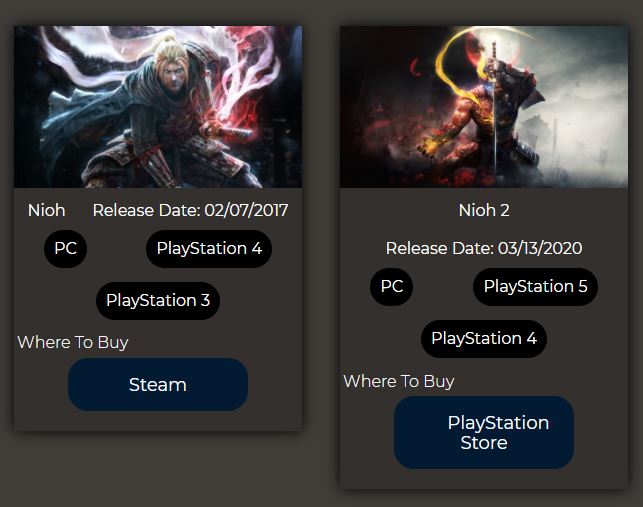 Nioh Release Date: 02/07/2017
PC PlayStation 4
PlayStation 3
Where To Buy
Steam
Nioh 2
Release Date: 03/13/2020
PC PlayStation 5
PlayStation 4
Where To Buy
PlayStation
Store